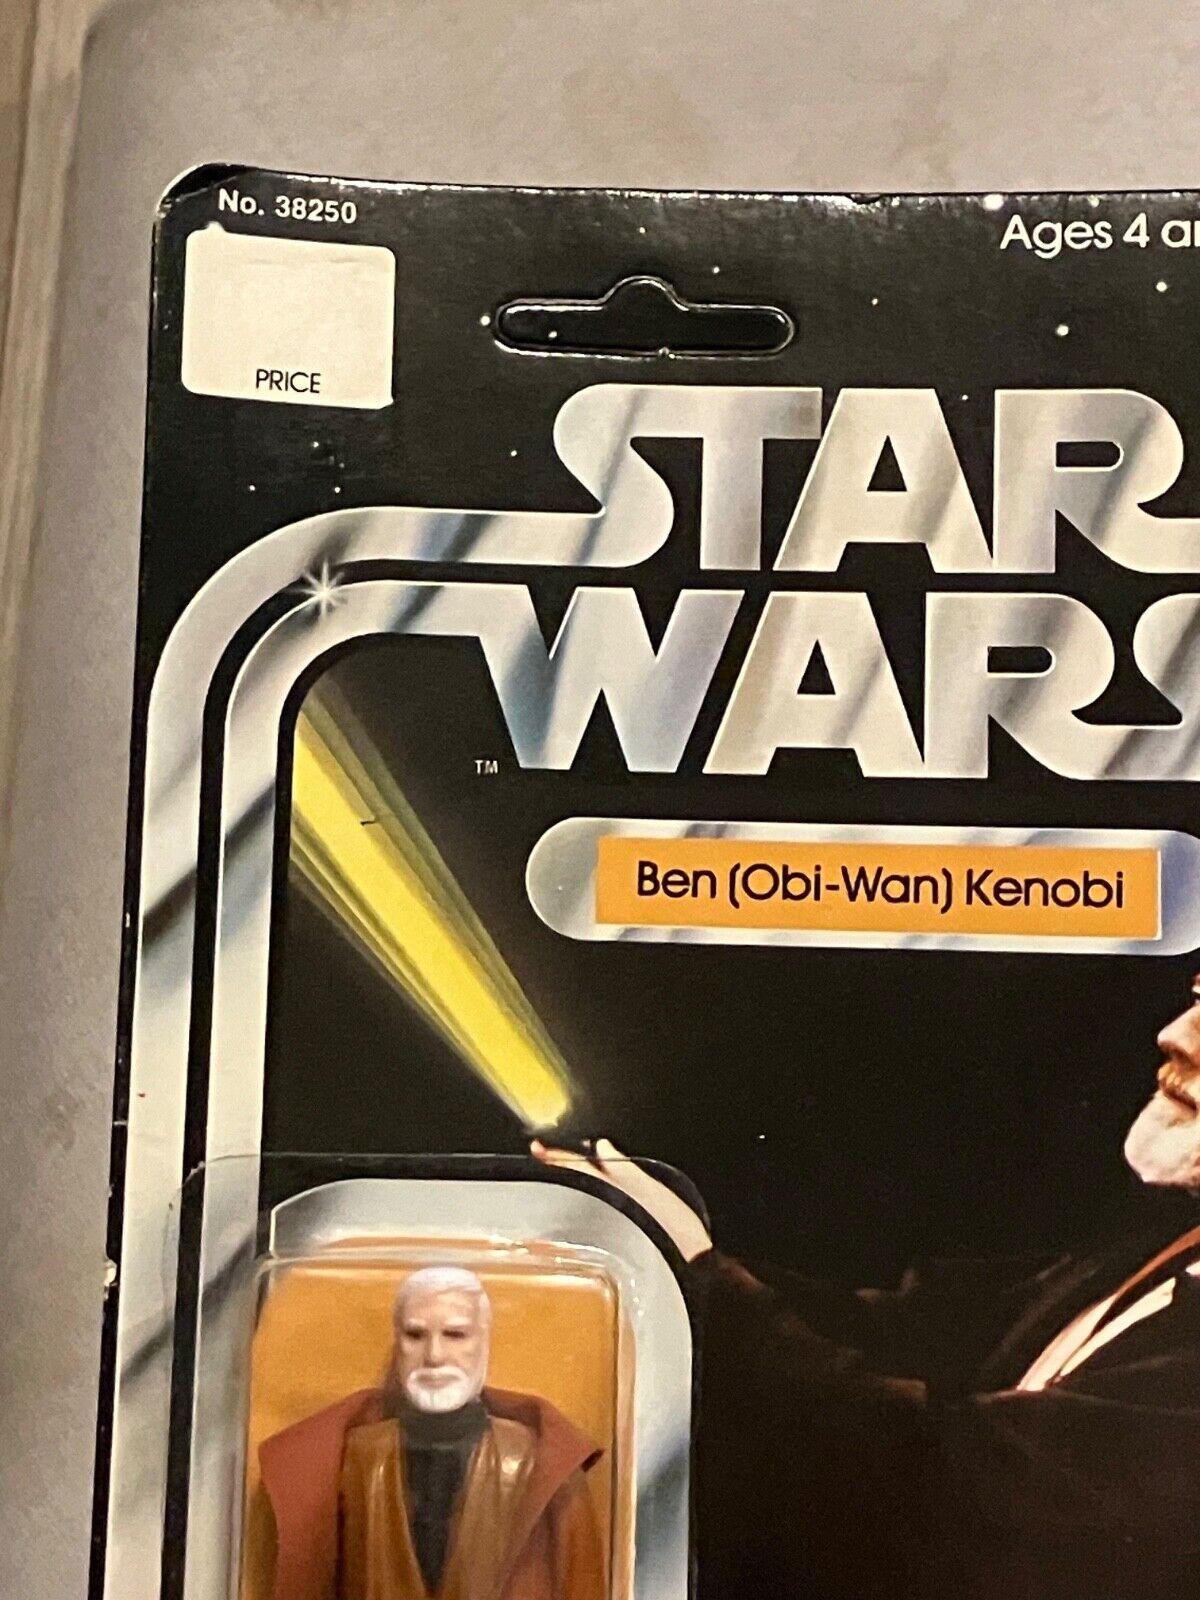 No. 38250
Ages 4
PRICE
STAR
WARS
TM
Ben (Obi-Wan) Kenobi